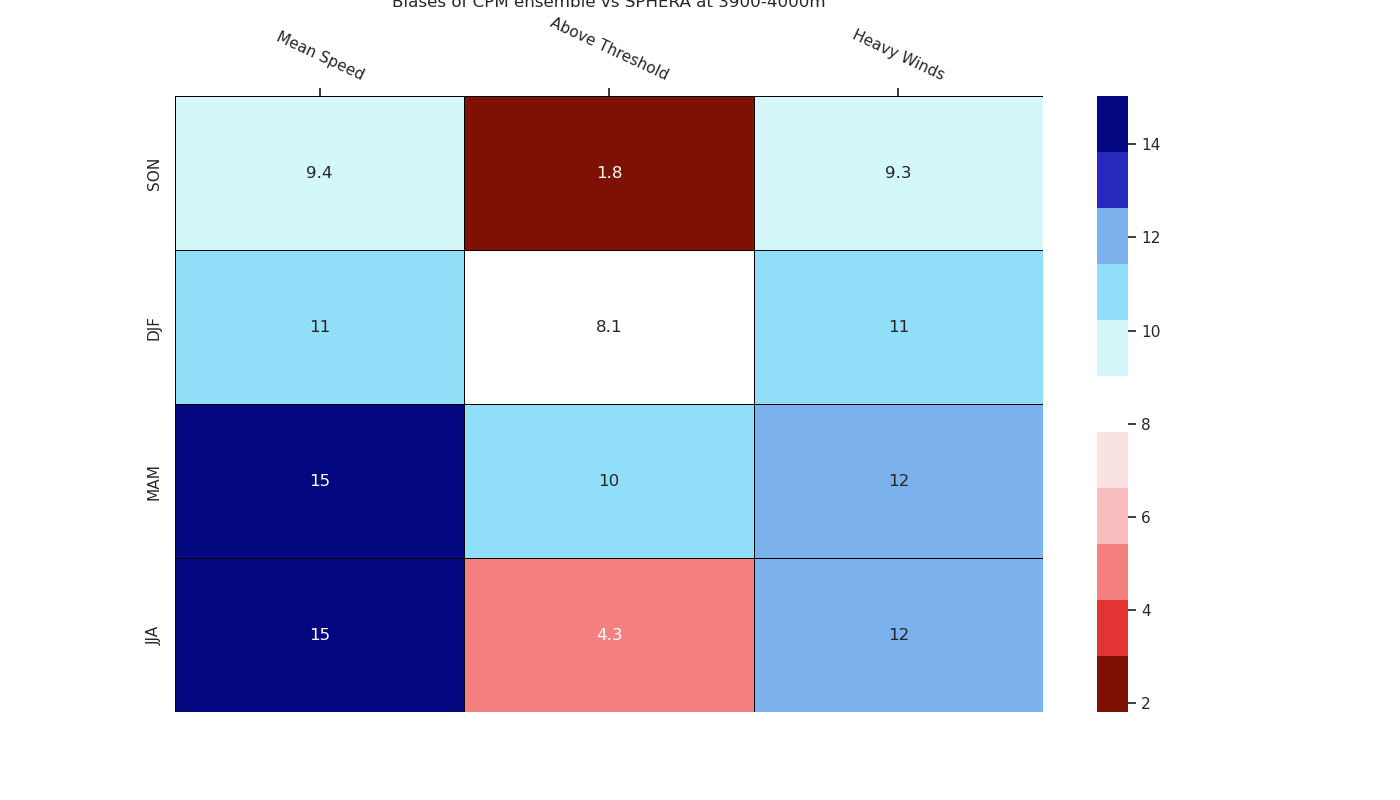 Biases of CPM ensemble vs SPHERA at 3900-4000m
Mean Speed
Above Threshold
Heavy Winds
SON
9.4
1.8
9.3
DJF
11
8.1
11
MAM
15
10
12
JJA
15
4.3
12
14
12
10
8
6
4
2